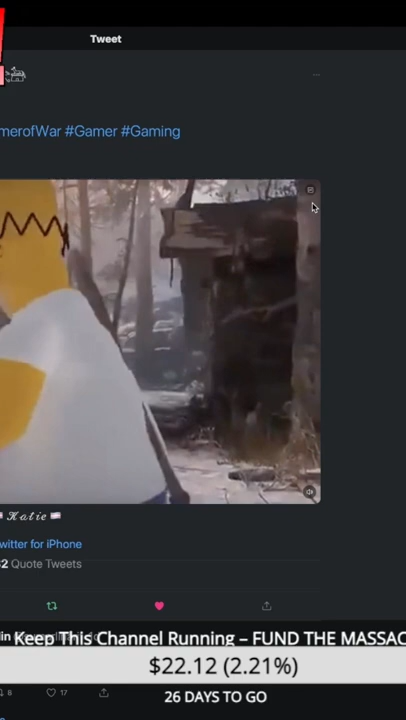 Tweet
merofWar #Gamer #Gaming
Katie
witter for iPhone
2 Quote Tweets
Keep This Channel Running – FUND THE MASSAC
$22.12 (2.21%)
8 17
26 DAYS TO GO